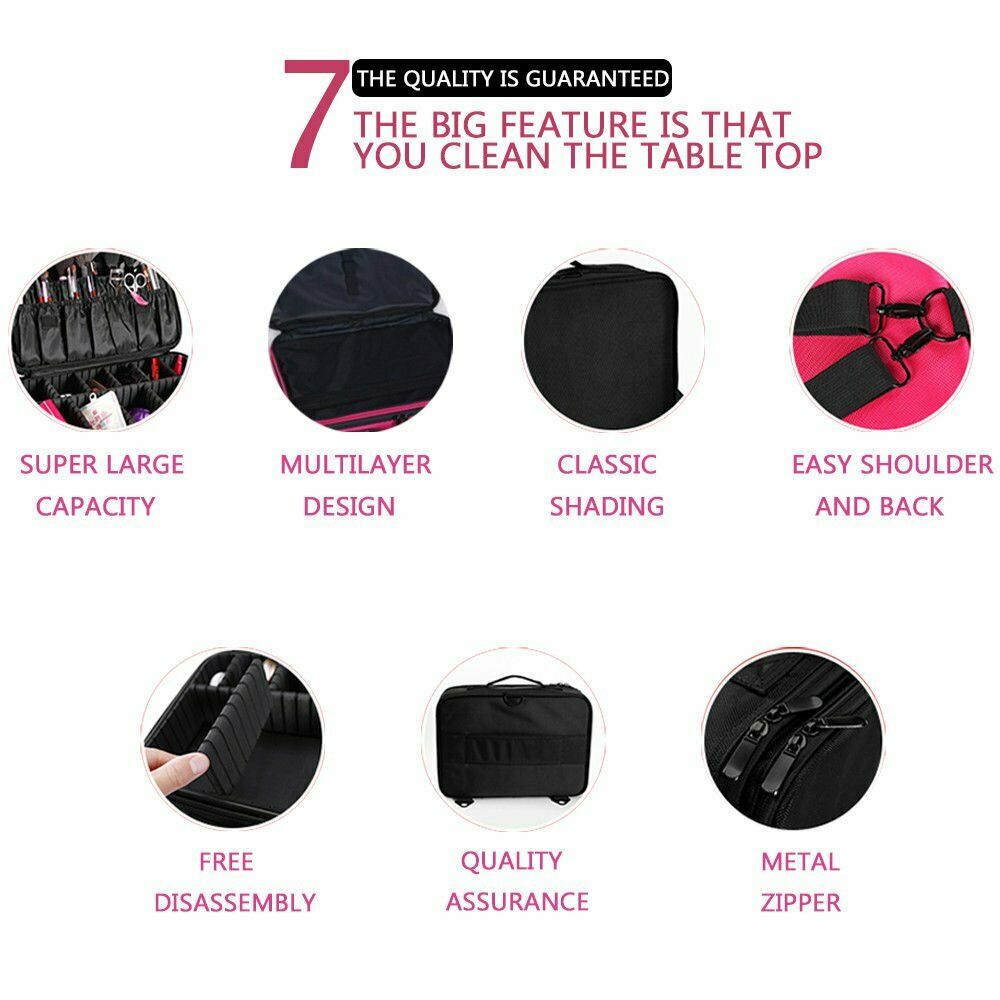 7
THE QUALITY IS GUARANTEED
THE BIG FEATURE IS THAT
YOU CLEAN THE TABLE TOP
SUPER LARGE
CAPACITY
MULTILAYER
DESIGN
CLASSIC
SHADING
EASY SHOULDER
AND BACK
FREE
DISASSEMBLY
QUALITY
ASSURANCE
METAL
ZIPPER